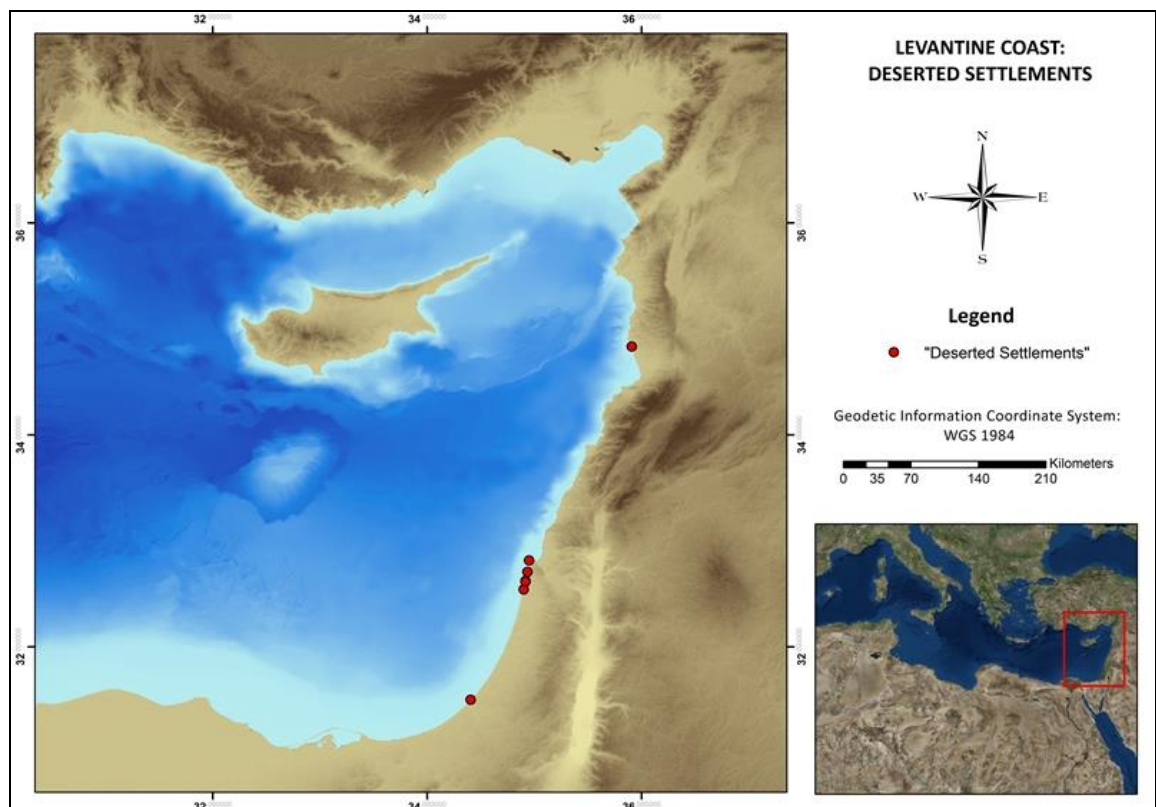 LEVANTINE COAST:
DESERTED SETTLEMENTS
N
W E
S
Legend
"Deserted Settlements"
Geodetic Information Coordinate System:
WGS 1984
Kilometers
0 35 70 140 210
32 34 36
36 36
34 34
32 32
32 34 36